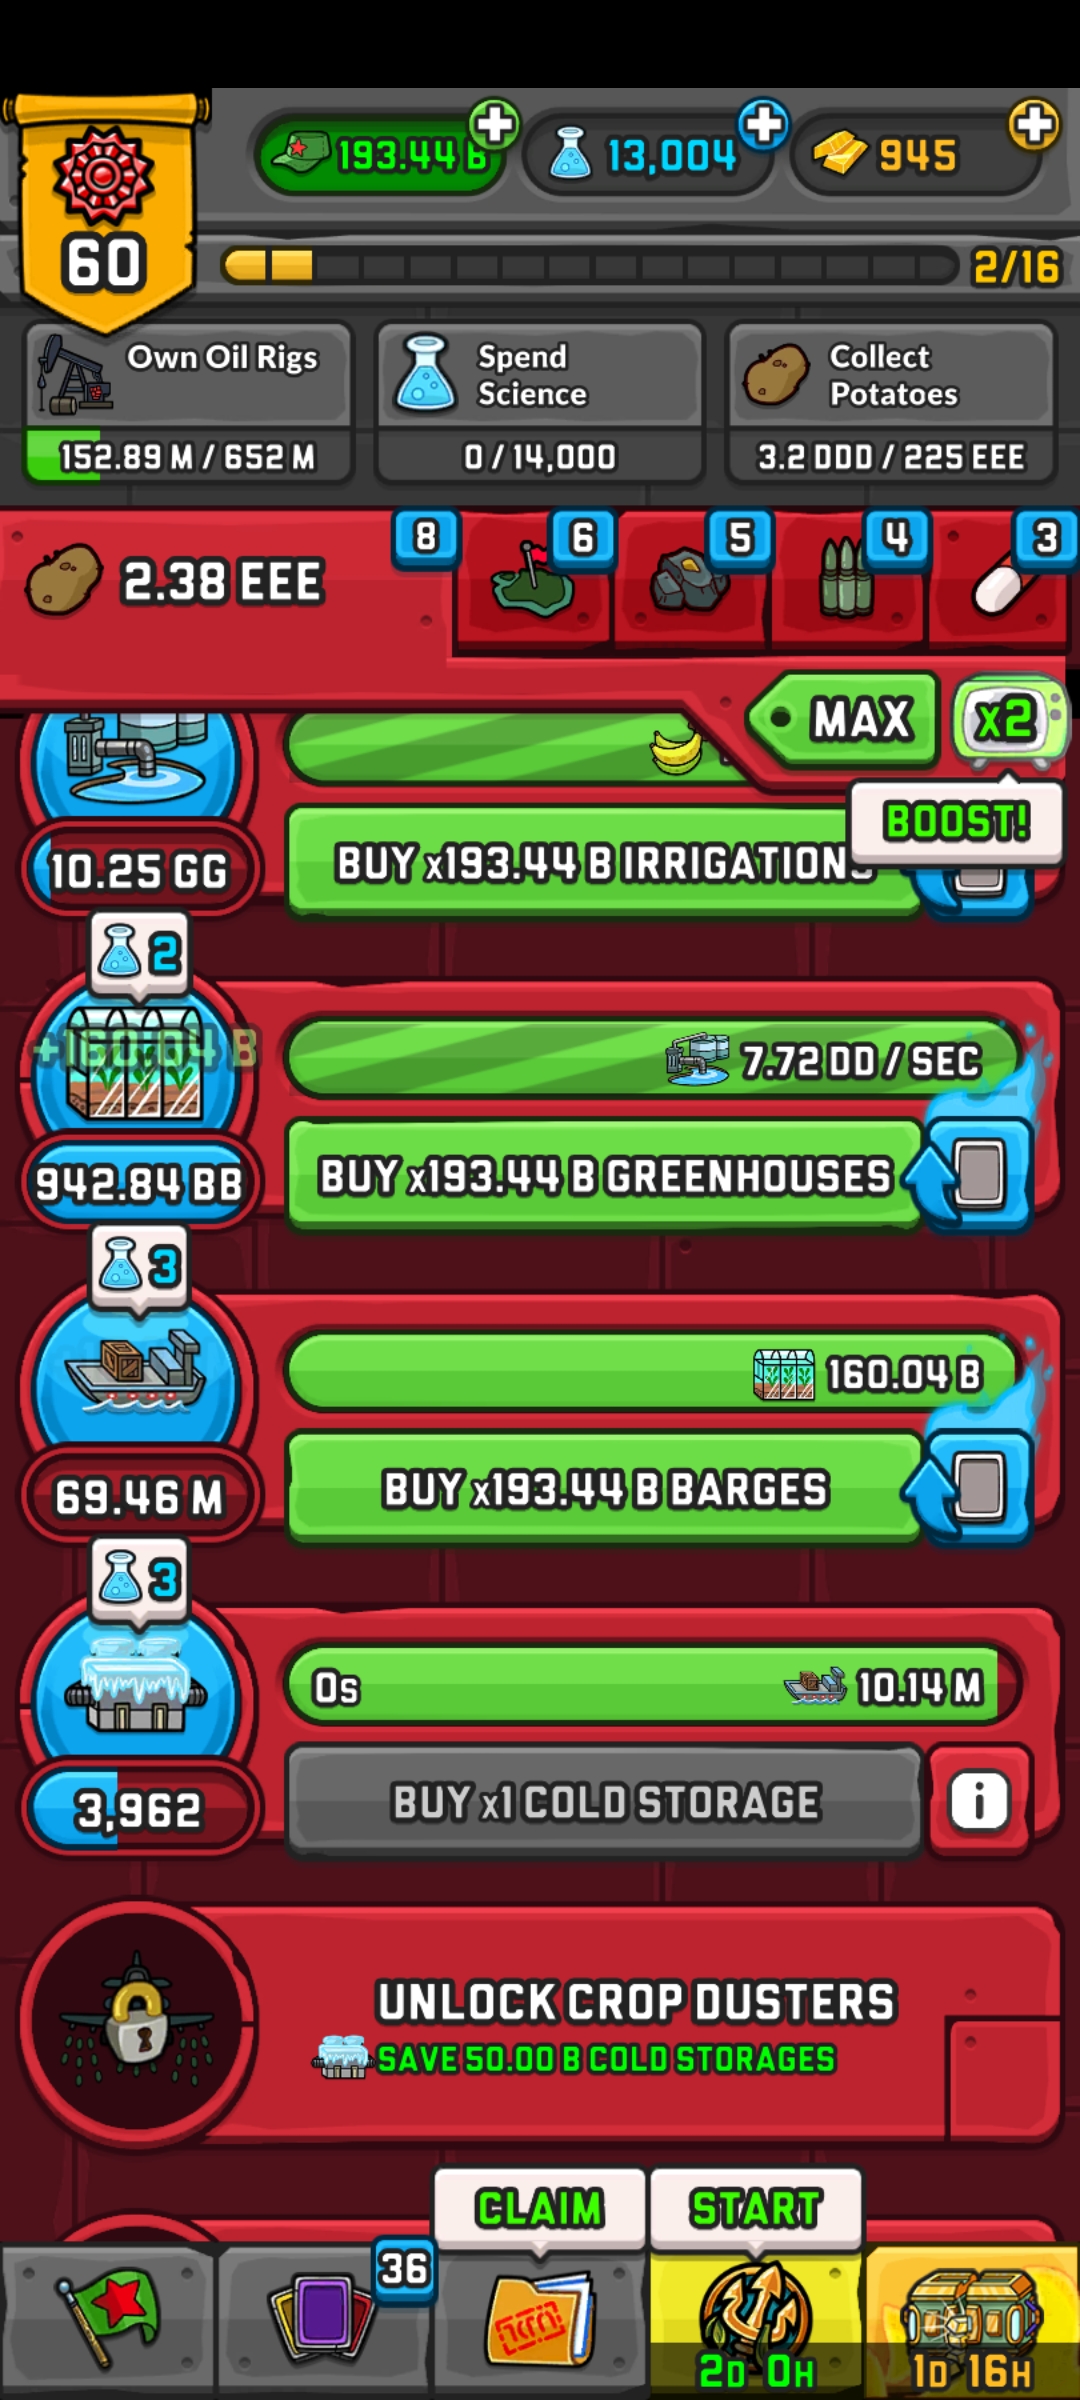 193.44 B
13,004
945
60
2/16
Own Oil Rigs
152.89 M / 652 M
Spend
Science
0 / 14,000
Collect
Potatoes
3.2 DDD / 225 EEE
2.38 EEE
8
6
5
4
3
MAX
x2
BOOST!
10.25 GG
BUY x193.44 B IRRIGATIONS
2
+160.04 B
7.72 DD / SEC
942.84 BB
BUY x193.44 B GREENHOUSES
3
160.04 B
69.46 M
BUY x193.44 B BARGES
3
0s
10.14 M
3,962
BUY x1 COLD STORAGE
i
UNLOCK CROP DUSTERS
SAVE 50.00 B COLD STORAGES
CLAIM
START
36
2D 0H
1D 16H